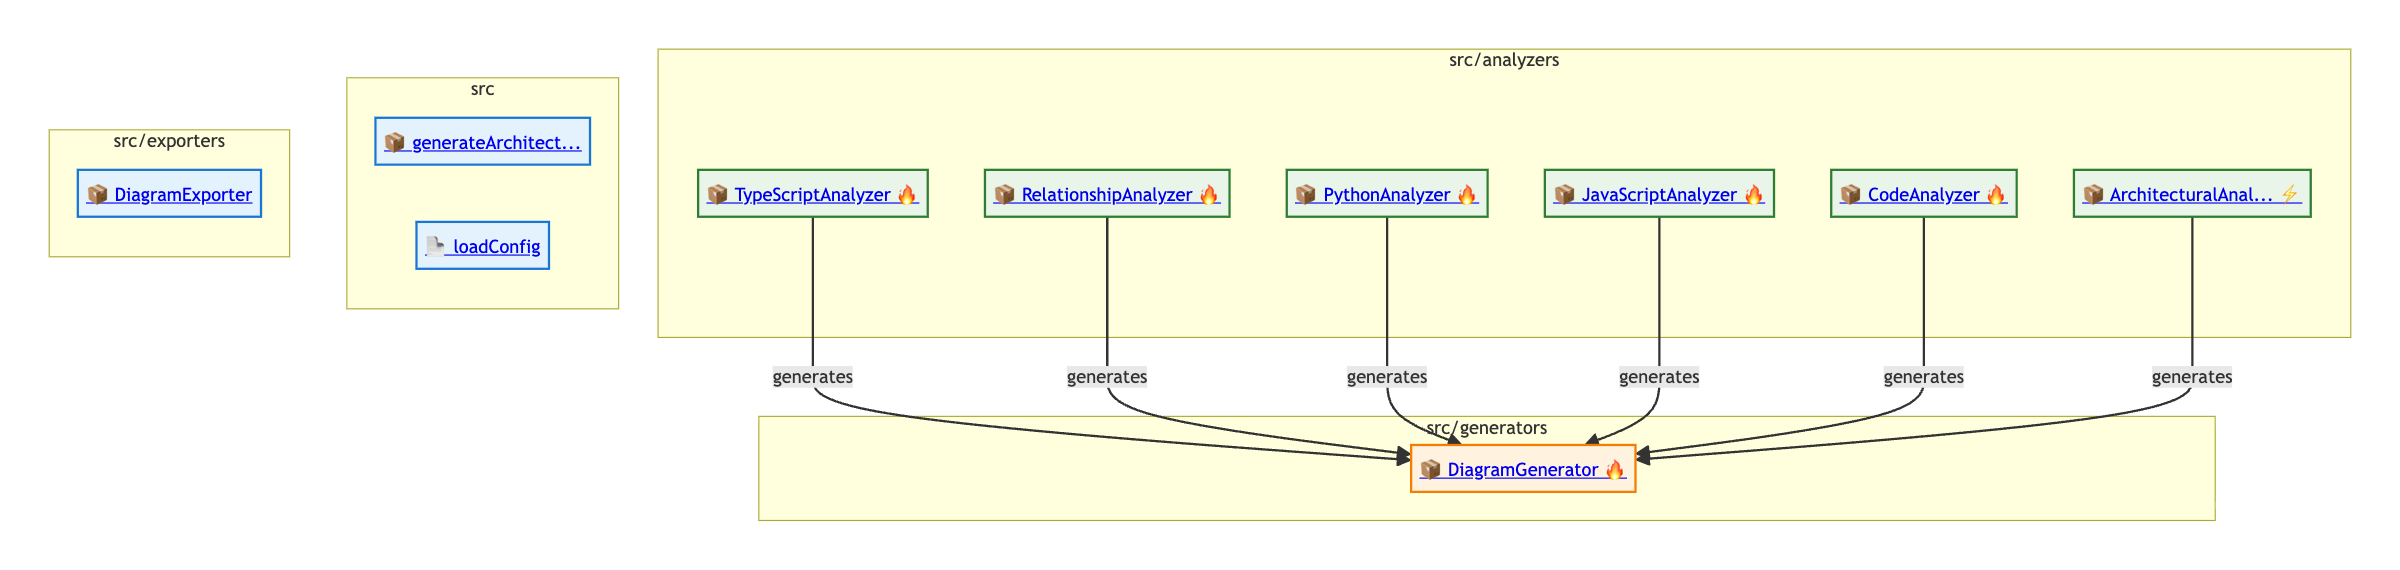 src/exporters
📦 DiagramExporter
src
📦 generateArchitect...
loadConfig
src/analyzers
📦 TypeScriptAnalyzer 🔥
📦 RelationshipAnalyzer 🔥
📦 PythonAnalyzer 🔥
📦 JavaScriptAnalyzer 🔥
📦 CodeAnalyzer 🔥
📦 ArchitecturalAnal... ⚡
generates
generates
generates
generates
generates
generates
src/generators
📦 DiagramGenerator 🔥